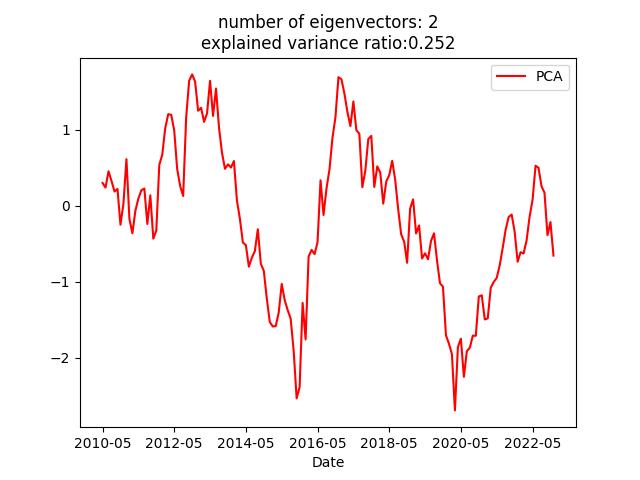 number of eigenvectors: 2
explained variance ratio:0.252
PCA
1
0
−1
−2
2010-05 2012-05 2014-05 2016-05 2018-05 2020-05 2022-05
Date